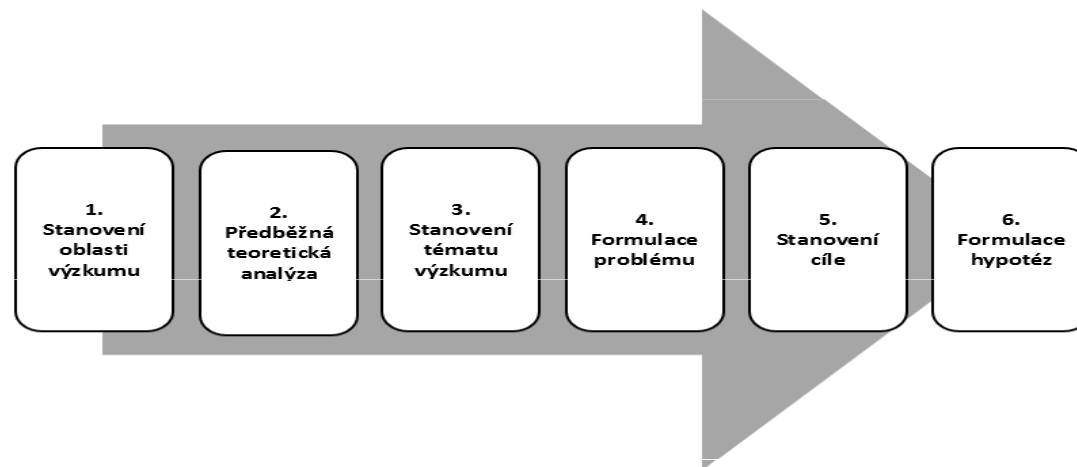 1.
Stanovení
oblasti
výzkumu
2.
Předběžná
teoretická
analýza
3.
Stanovení
tématu
výzkumu
4.
Formulace
problému
5.
Stanovení
cíle
6.
Formulace
hypotéz